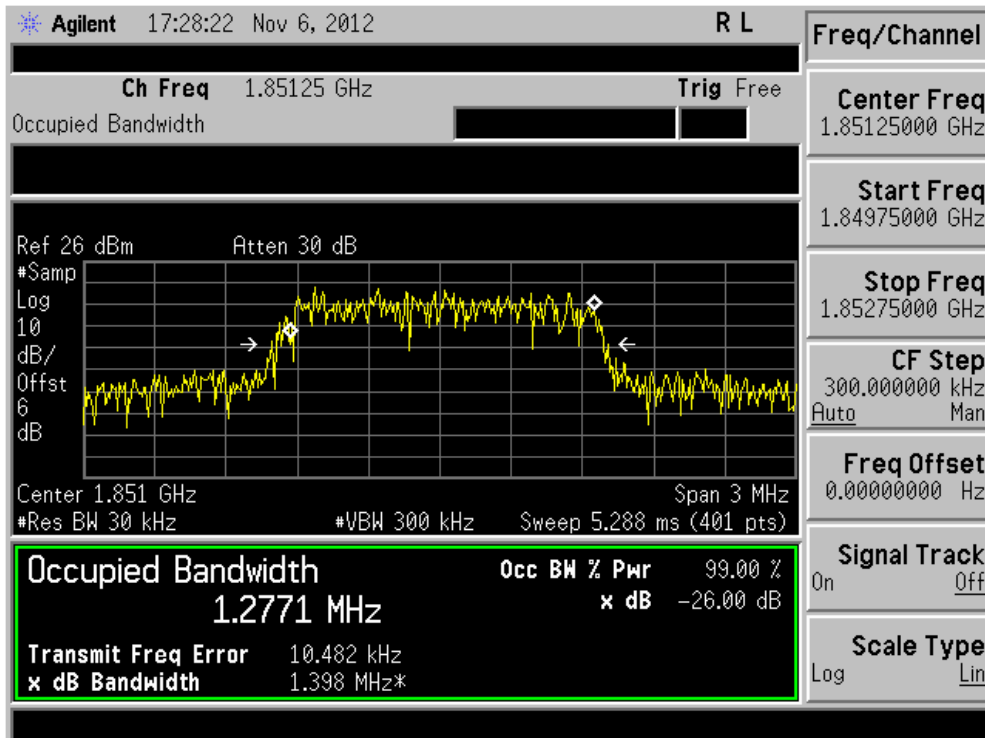 Agilent 17:28:22 Nov 6, 2012 R L
Ch Freq 1.85125 GHz Trig Free
Occupied Bandwidth
Ref 26 dBm Atten 30 dB
#Samp
Log
10
dB/
Offst
6
dB
Center 1.851 GHz Span 3 MHz
#Res BW 30 kHz #VBW 300 kHz Sweep 5.288 ms (401 pts)
Occupied Bandwidth Occ BW % Pwr 99.00 %
1.2771 MHz x dB -26.00 dB
Transmit Freq Error 10.482 kHz
x dB Bandwidth 1.398 MHz*
Freq/Channel
Center Freq
1.85125000 GHz
Start Freq
1.84975000 GHz
Stop Freq
1.85275000 GHz
CF Step
300.000000 kHz
Auto Man
Freq Offset
0.00000000 Hz
Signal Track
On Off
Scale Type
Log Lin